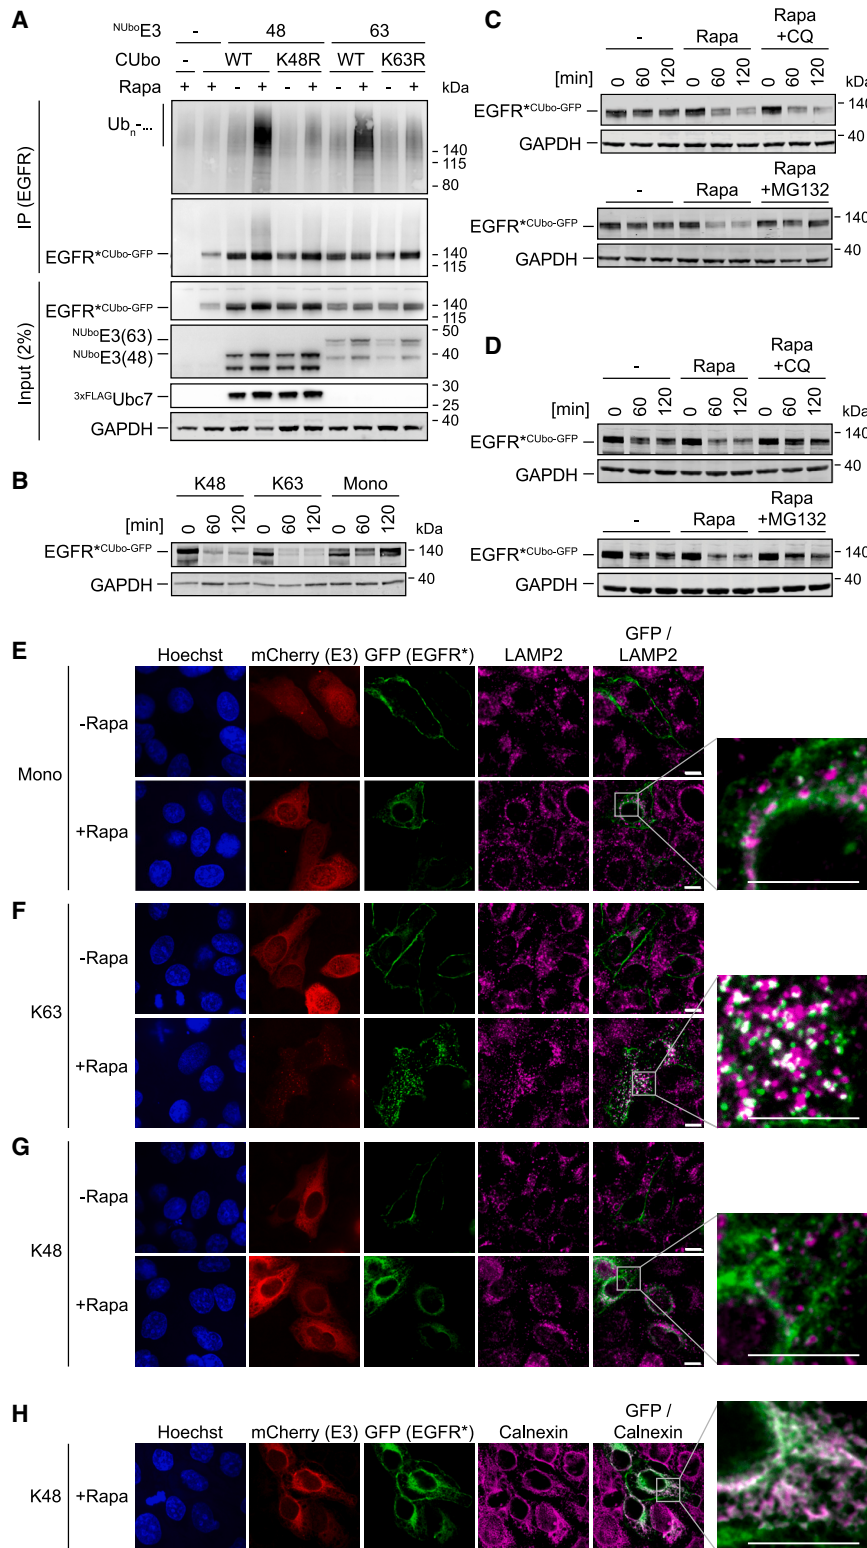 A
NUboE3 - 48 63
CUbo - WT K48R WT K63R
Rapa + + - + - + - + - + kDa
IP (EGFR)
Ubn-...
140
115
80
EGFR*CUbo-GFP
140
115
Input (2%)
EGFR*CUbo-GFP
140
115
NUboE3(63)
NUboE3(48)
50
40
3xFLAGUbc7
30
25
GAPDH
40
B
K48 K63 Mono
[min] 0 60 120 0 60 120 0 60 120 kDa
EGFR*CUbo-GFP 140
GAPDH 40
C
- Rapa Rapa +CQ
[min] 0 60 120 0 60 120 0 60 120 kDa
EGFR*CUbo-GFP 140
GAPDH 40
- Rapa Rapa +MG132
EGFR*CUbo-GFP 140
GAPDH 40
D
- Rapa Rapa +CQ
[min] 0 60 120 0 60 120 0 60 120 kDa
EGFR*CUbo-GFP 140
GAPDH 40
- Rapa Rapa +MG132
EGFR*CUbo-GFP 140
GAPDH 40
E
Hoechst mCherry (E3) GFP (EGFR*) LAMP2 GFP / LAMP2
Mono
-Rapa
+Rapa
F
K63
-Rapa
+Rapa
G
K48
-Rapa
+Rapa
H
Hoechst mCherry (E3) GFP (EGFR*) Calnexin GFP / Calnexin
K48 +Rapa